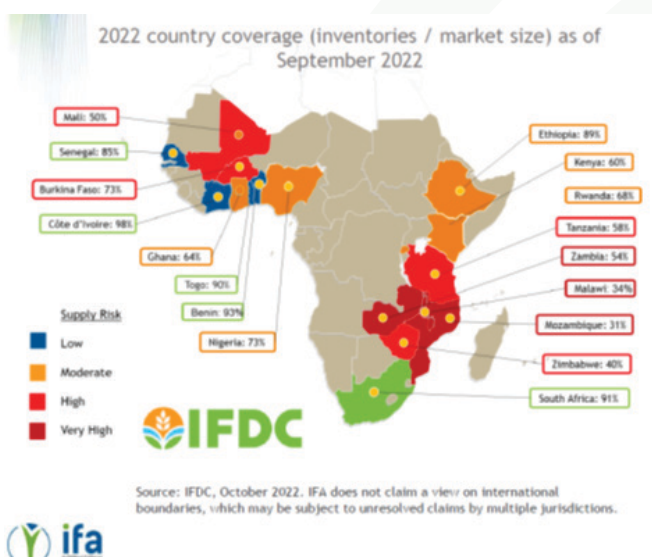 2022 country coverage (inventories / market size) as of
September 2022
Mali: 50%
Senegal: 85%
Burkina Faso: 73%
Côte d'Ivoire: 98%
Ghana: 64%
Togo: 90%
Benin: 93%
Nigeria: 73%
Ethiopia: 89%
Kenya: 60%
Rwanda: 68%
Tanzania: 58%
Zambia: 54%
Malawi: 34%
Mozambique: 31%
Zimbabwe: 40%
South Africa: 91%
Supply Risk
Low
Moderate
High
Very High
IFDC
Source: IFDC, October 2022. IFA does not claim a view on international
boundaries, which may be subject to unresolved claims by multiple jurisdictions.
ifa